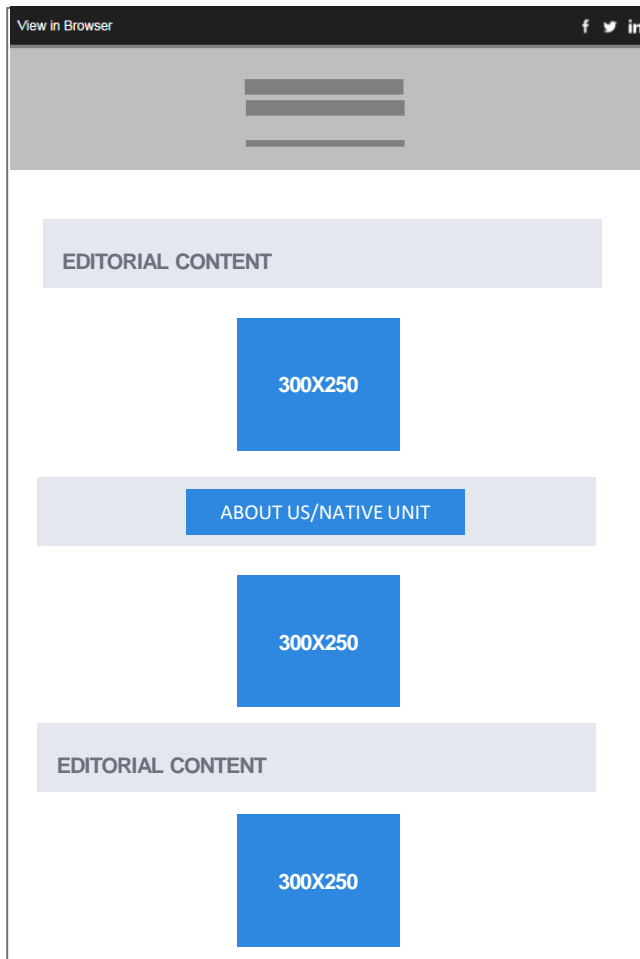 View in Browser
EDITORIAL CONTENT
300X250
ABOUT US/NATIVE UNIT
300X250
EDITORIAL CONTENT
300X250